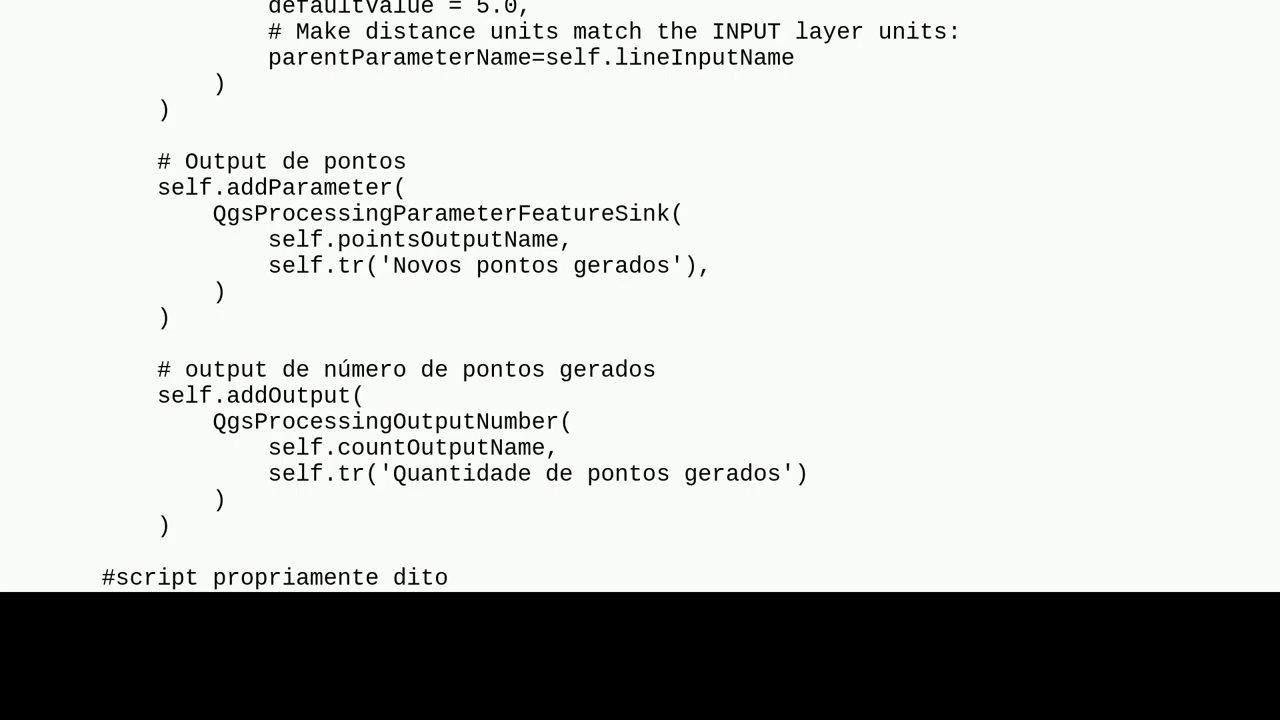 defaultValue = 5.0,
# Make distance units match the INPUT layer units:
parentParameterName=self.lineInputName
)
)
# Output de pontos
self.addParameter(
QgsProcessingParameterFeatureSink(
self.pointsOutputName,
self.tr('Novos pontos gerados'),
)
)
# output de número de pontos gerados
self.addOutput(
QgsProcessingOutputNumber(
self.countOutputName,
self.tr('Quantidade de pontos gerados')
)
)
#script propriamente dito